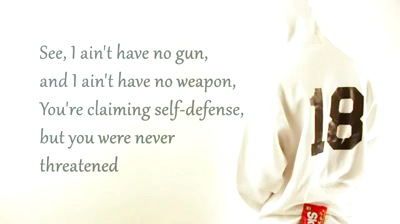 See, I ain't have no gun,
and I ain't have no weapon,
You're claiming self-defense,
but you were never
threatened
18